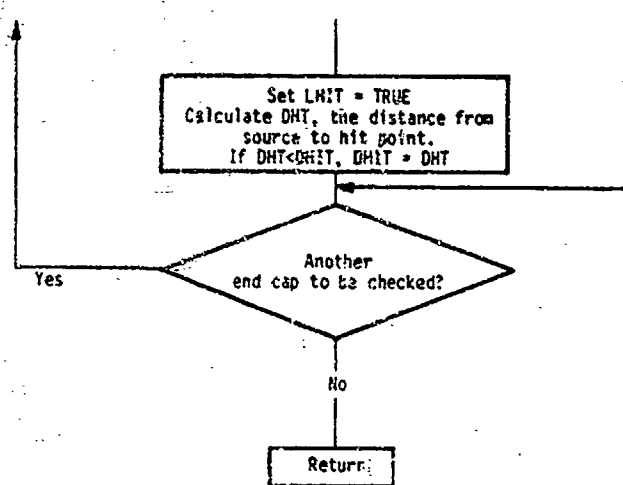 Set LHIT = TRUE
Calculate DHT, the distance from
source to hit point.
If DHT<DHIT, DHIT = DHT
Another
end cap to be checked?
Yes
No
Return